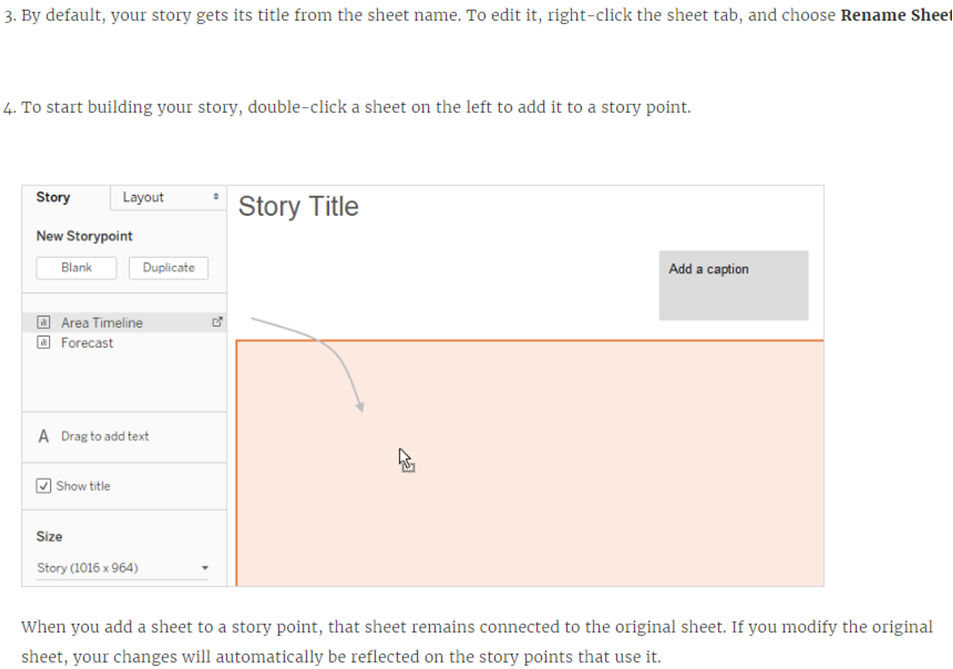 3. By default, your story gets its title from the sheet name. To edit it, right-click the sheet tab, and choose Rename Sheet
4. To start building your story, double-click a sheet on the left to add it to a story point.
Story
Layout
Story Title
New Storypoint
Blank
Duplicate
Add a caption
Area Timeline
Forecast
A Drag to add text
Show title
Size
Story (1016 x 964)
When you add a sheet to a story point, that sheet remains connected to the original sheet. If you modify the original
sheet, your changes will automatically be reflected on the story points that use it.